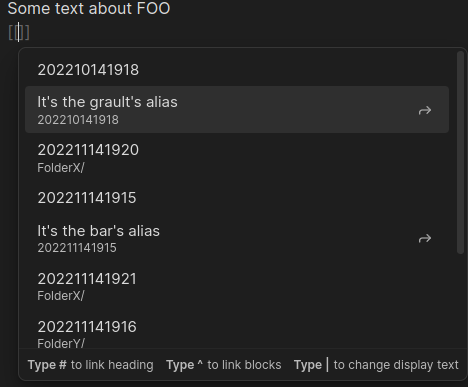 Some text about FOO
[[]]
202210141918
It's the grault's alias
202210141918
202211141920
FolderX/
202211141915
It's the bar's alias
202211141915
202211141921
FolderX/
202211141916
FolderY/
Type # to link heading Type ^ to link blocks Type | to change display text